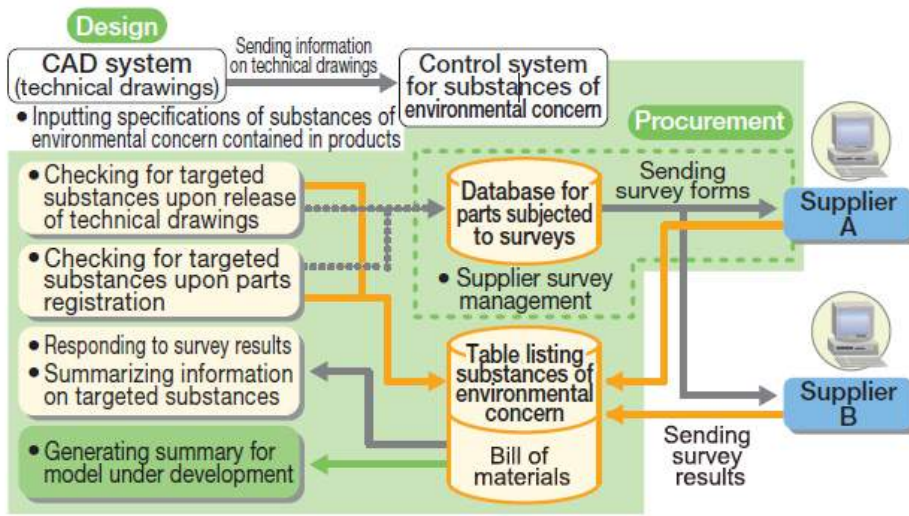 Design
CAD system
(technical drawings)
Sending information
on technical drawings
Control system
for substances of
environmental concern
• Inputting specifications of substances of
environmental concern contained in products
Procurement
• Checking for targeted
substances upon release
of technical drawings
• Checking for targeted
substances upon parts
registration
Database for
parts subjected
to surveys
• Supplier survey
management
Sending
survey forms
Supplier
A
• Responding to survey results
• Summarizing information
on targeted substances
Table listing
substances of
environmental
concern
Bill of
materials
Supplier
B
Sending
survey
results
• Generating summary for
model under development